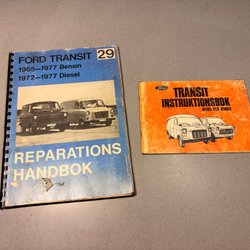 FORD TRANSIT
29
1965–1977 Bensin
1972–1977 Diesel
REPARATIONS
HANDBOK
Ford
TRANSIT
INSTRUKTIONSBOK